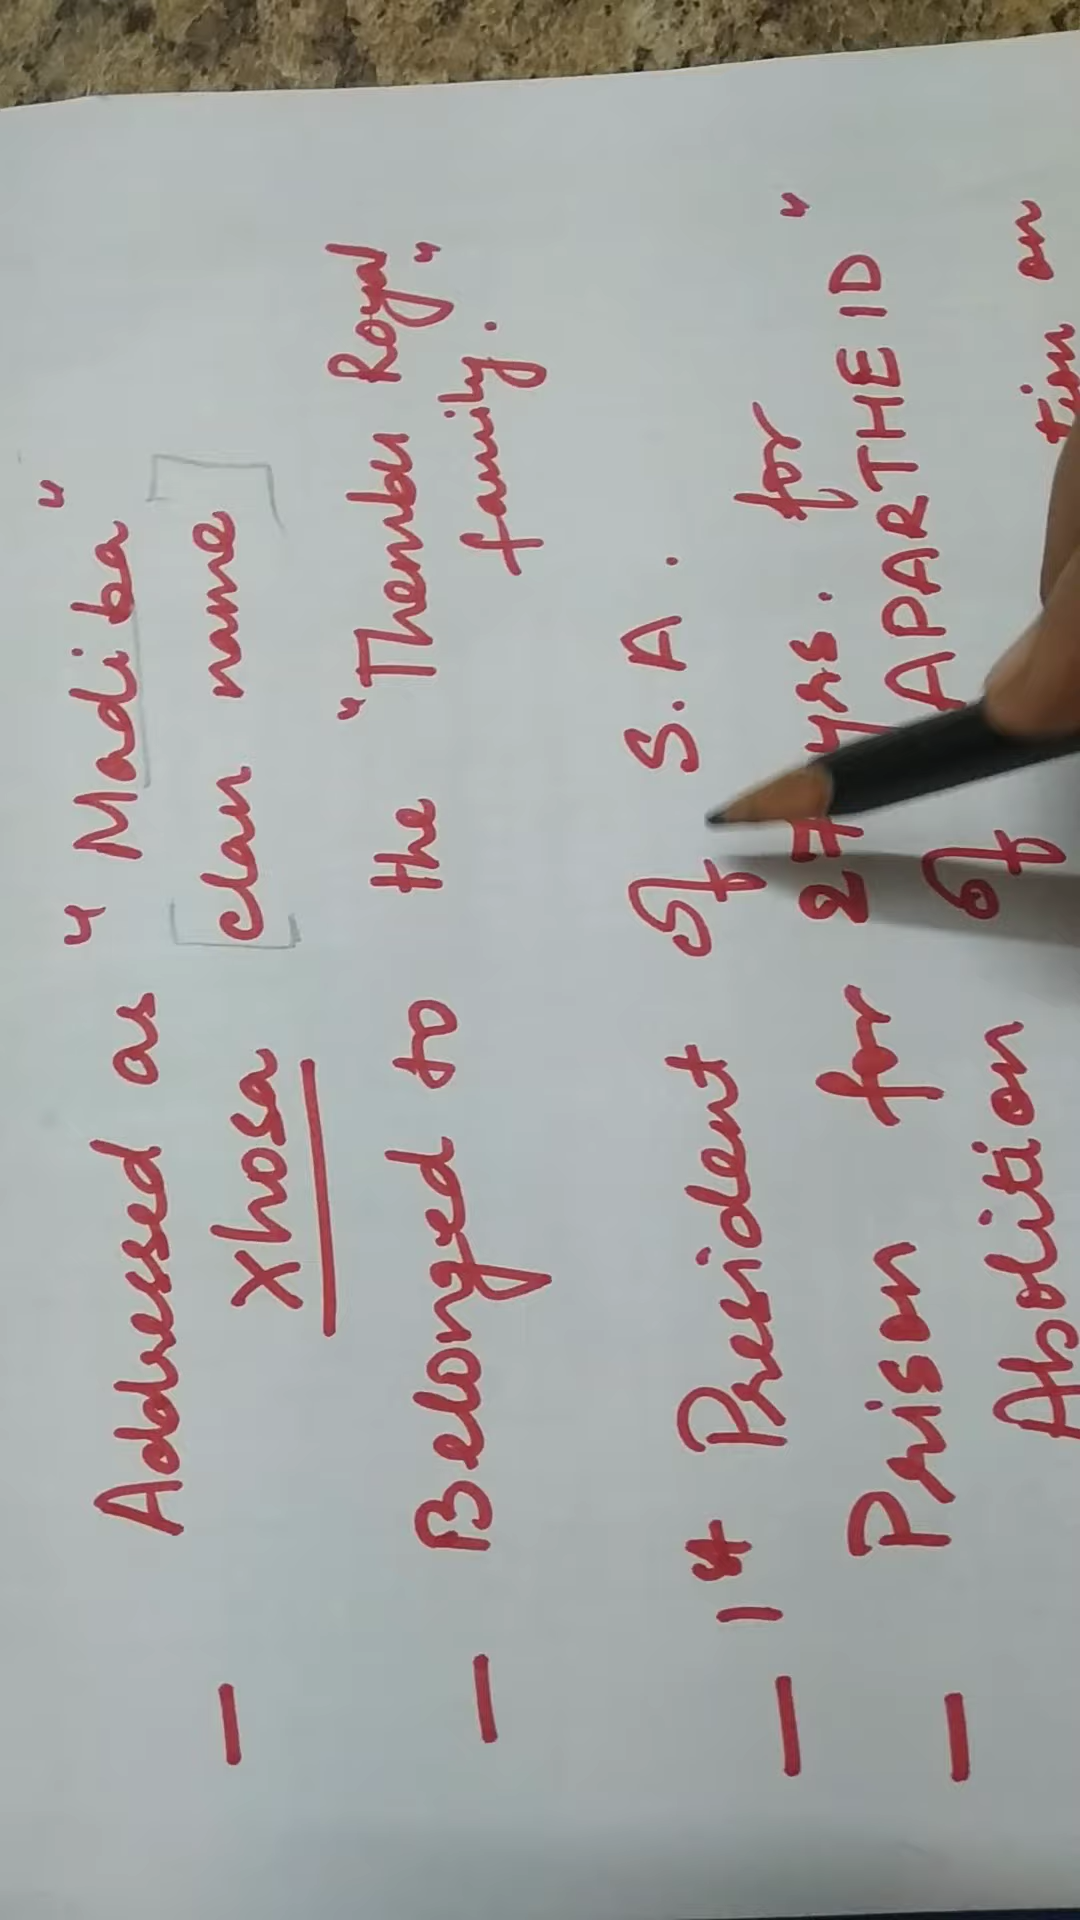 - Addressed as "Madiba"
Xhosa clan name
- Belonged to the "Thembu Royal
family."
- 1st President of S.A.
- Prison for 27 yrs. for
Abolition of APARTHEID"